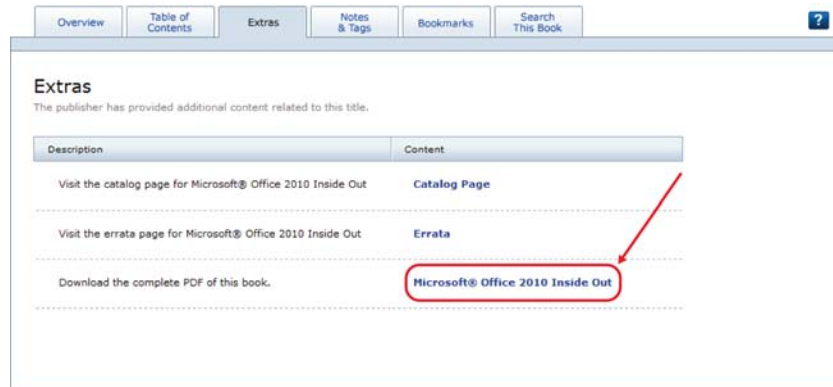 Overview
Table of
Contents
Extras
Notes
& Tags
Bookmarks
Search
This Book
?
Extras
The publisher has provided additional content related to this title.
Description Content
Visit the catalog page for Microsoft® Office 2010 Inside Out Catalog Page
Visit the errata page for Microsoft® Office 2010 Inside Out Errata
Download the complete PDF of this book. Microsoft® Office 2010 Inside Out